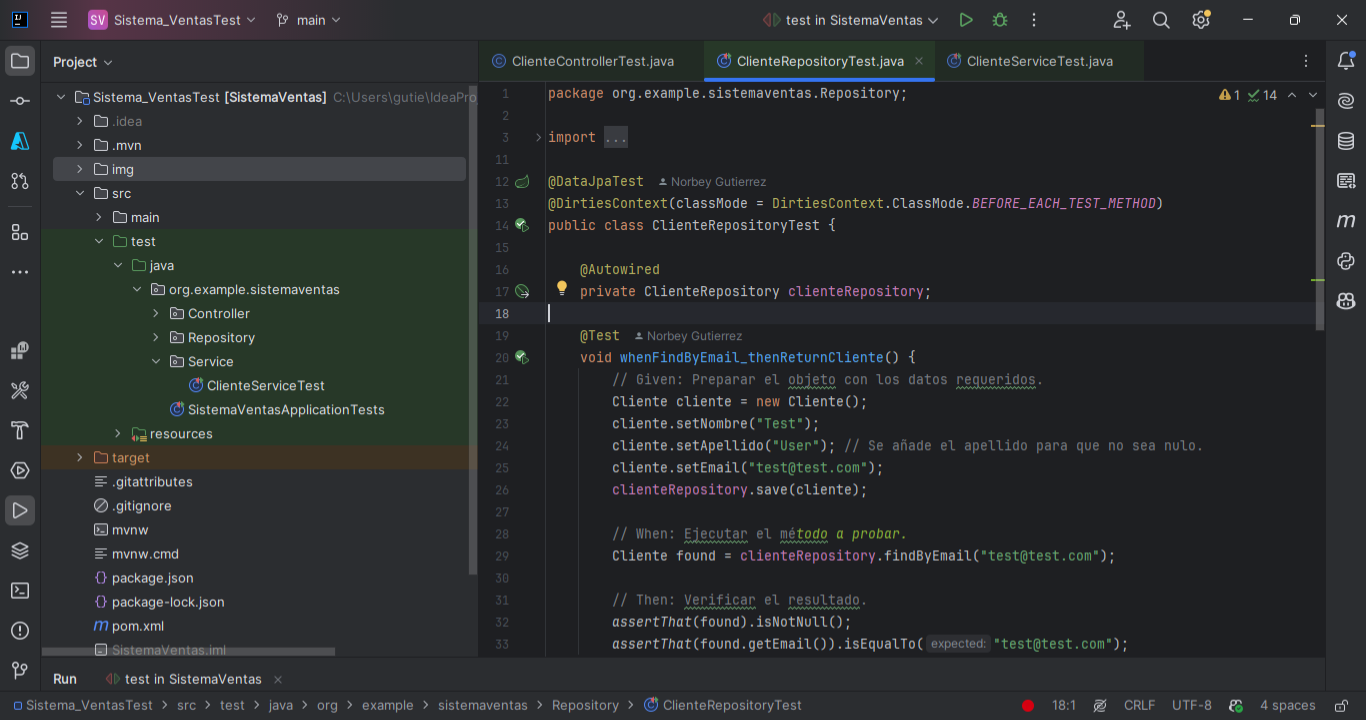 SV Sistema_VentasTest main test in SistemaVentas
Project
ClienteControllerTest.java ClienteRepositoryTest.java ClienteServiceTest.java
Sistema_VentasTest [SistemaVentas] C:\Users\gutie\IdeaPro
.idea
.mvn
img
src
main
test
java
org.example.sistemaventas
Controller
Repository
Service
ClienteServiceTest
SistemaVentasApplicationTests
resources
target
.gitattributes
.gitignore
mvnw
mvnw.cmd
package.json
package-lock.json
pom.xml
SistemaVentas.iml
1 package org.example.sistemaventas.Repository; 1 14
2
3 import ...
11
12 @DataJpaTest Norbey Gutierrez
13 @DirtiesContext(classMode = DirtiesContext.ClassMode.BEFORE_EACH_TEST_METHOD)
14 public class ClienteRepositoryTest {
15
16 @Autowired
17 private ClienteRepository clienteRepository;
18
19 @Test Norbey Gutierrez
20 void whenFindByEmail_thenReturnCliente() {
21 // Given: Preparar el objeto con los datos requeridos.
22 Cliente cliente = new Cliente();
23 cliente.setNombre("Test");
24 cliente.setApellido("User"); // Se añade el apellido para que no sea nulo.
25 cliente.setEmail("test@test.com");
26 clienteRepository.save(cliente);
27
28 // When: Ejecutar el método a probar.
29 Cliente found = clienteRepository.findByEmail("test@test.com");
30
31 // Then: Verificar el resultado.
32 assertThat(found).isNotNull();
33 assertThat(found.getEmail()).isEqualTo( expected: "test@test.com");
Run test in SistemaVentas
Sistema_VentasTest > src > test > java > org > example > sistemaventas > Repository > ClienteRepositoryTest 18:1 CRLF UTF-8 4 spaces